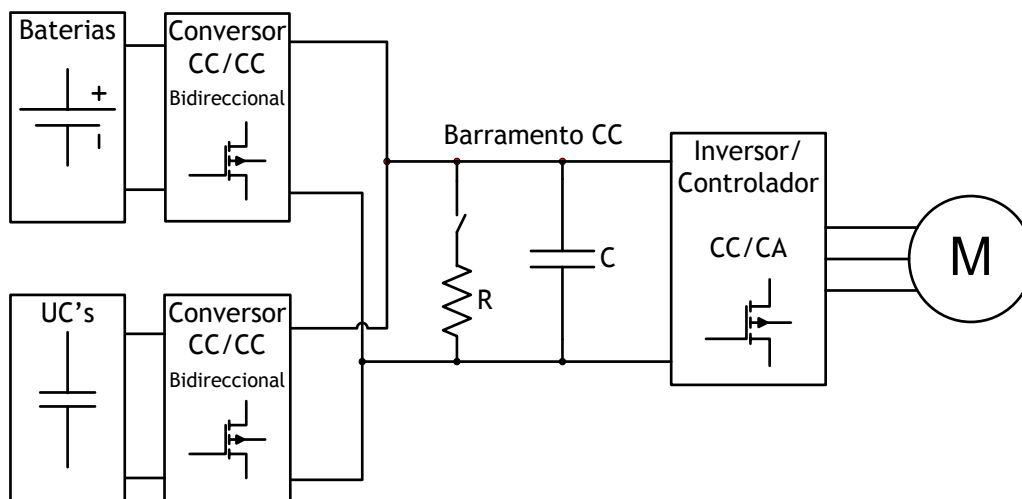 Baterias
+
-
Conversor
CC/CC
Bidireccional
Barramento CC
R
C
Inversor/
Controlador
CC/CA
M
UC's
Conversor
CC/CC
Bidireccional